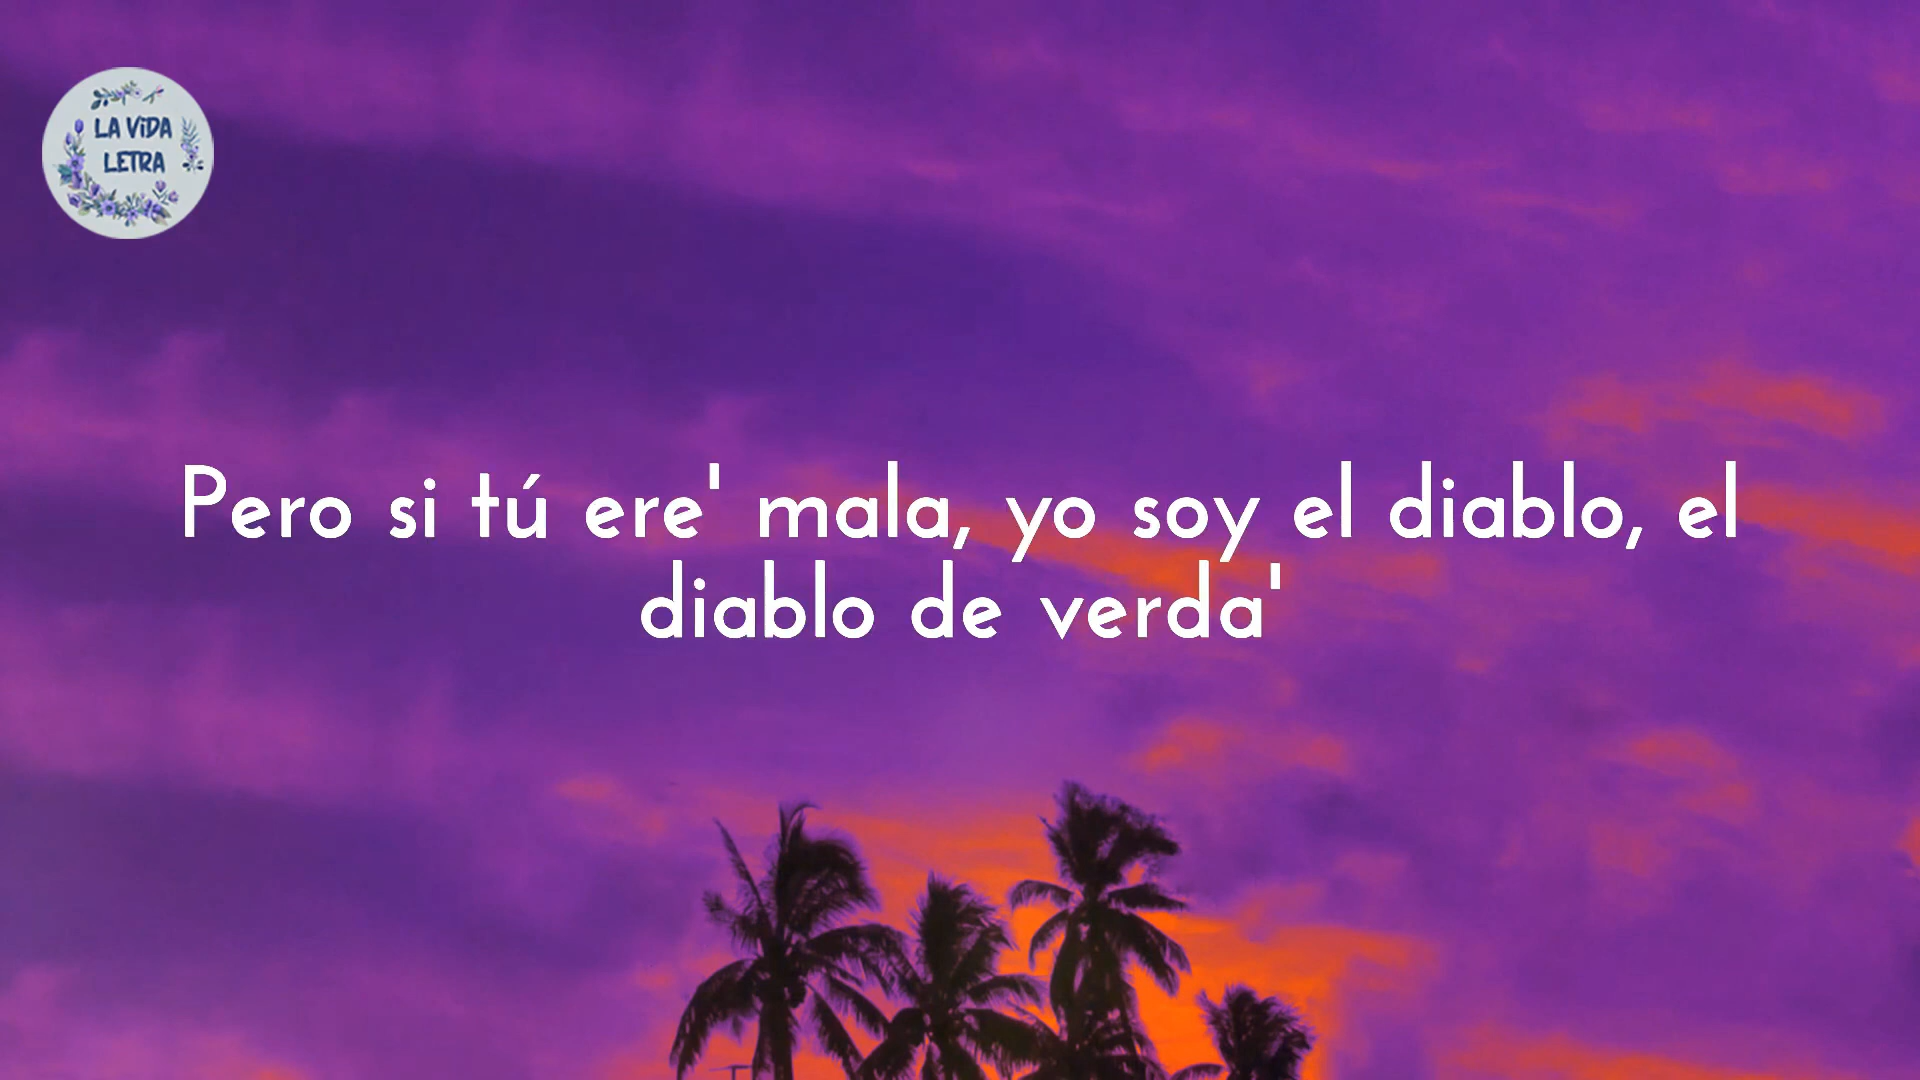 LA ViDA
LETRA
Pero si tú ere' mala, yo soy el diablo, el
diablo de verda'